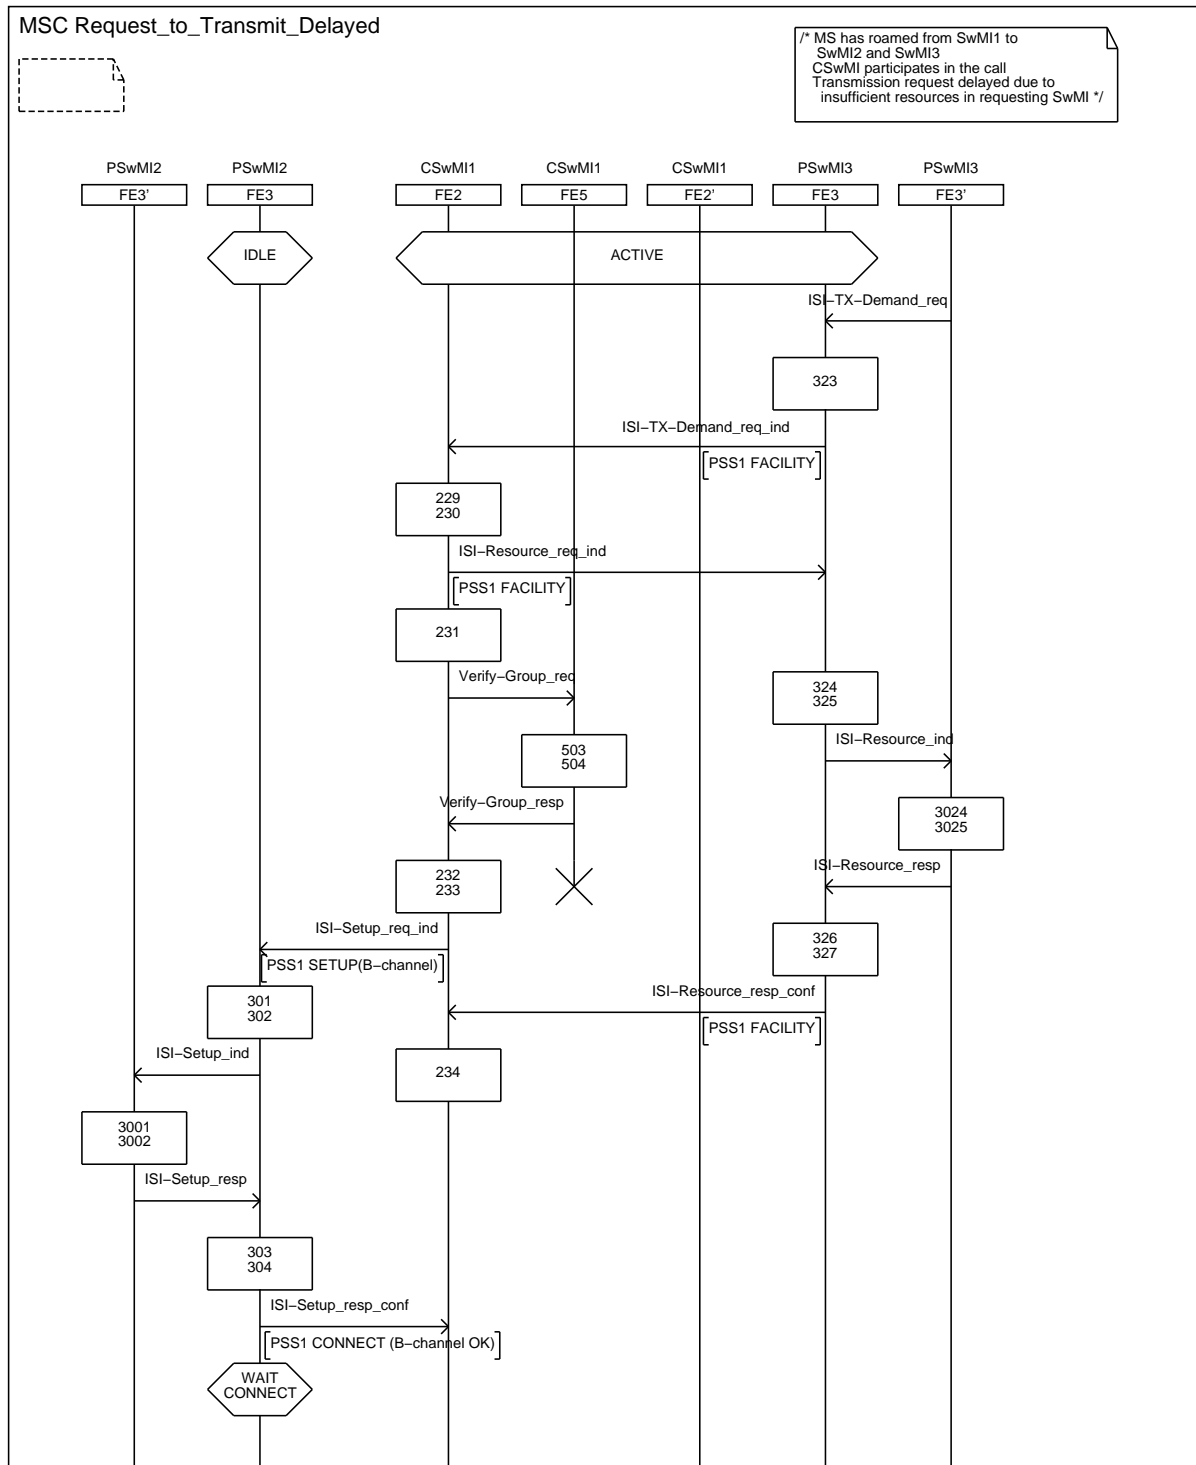 MSC Request_to_Transmit_Delayed
/* MS has roamed from SwMI1 to
SwMI2 and SwMI3
CSwMI participates in the call
Transmission request delayed due to
insufficient resources in requesting SwMI */
PSwMI2 PSwMI2 CSwMI1 CSwMI1 CSwMI1 PSwMI3 PSwMI3
FE3' FE3 FE2 FE5 FE2' FE3 FE3'
IDLE ACTIVE
ISI–TX–Demand_req
323
ISI–TX–Demand_req_ind
PSS1 FACILITY
229
230
ISI–Resource_req_ind
PSS1 FACILITY
231
Verify–Group_req
324
325
ISI–Resource_ind
503
504
Verify–Group_resp
3024
3025
ISI–Resource_resp
232
233
ISI–Setup_req_ind
326
327
PSS1 SETUP(B–channel)
ISI–Resource_resp_conf
301
302
PSS1 FACILITY
ISI–Setup_ind
234
3001
3002
ISI–Setup_resp
303
304
ISI–Setup_resp_conf
PSS1 CONNECT (B–channel OK)
WAIT
CONNECT